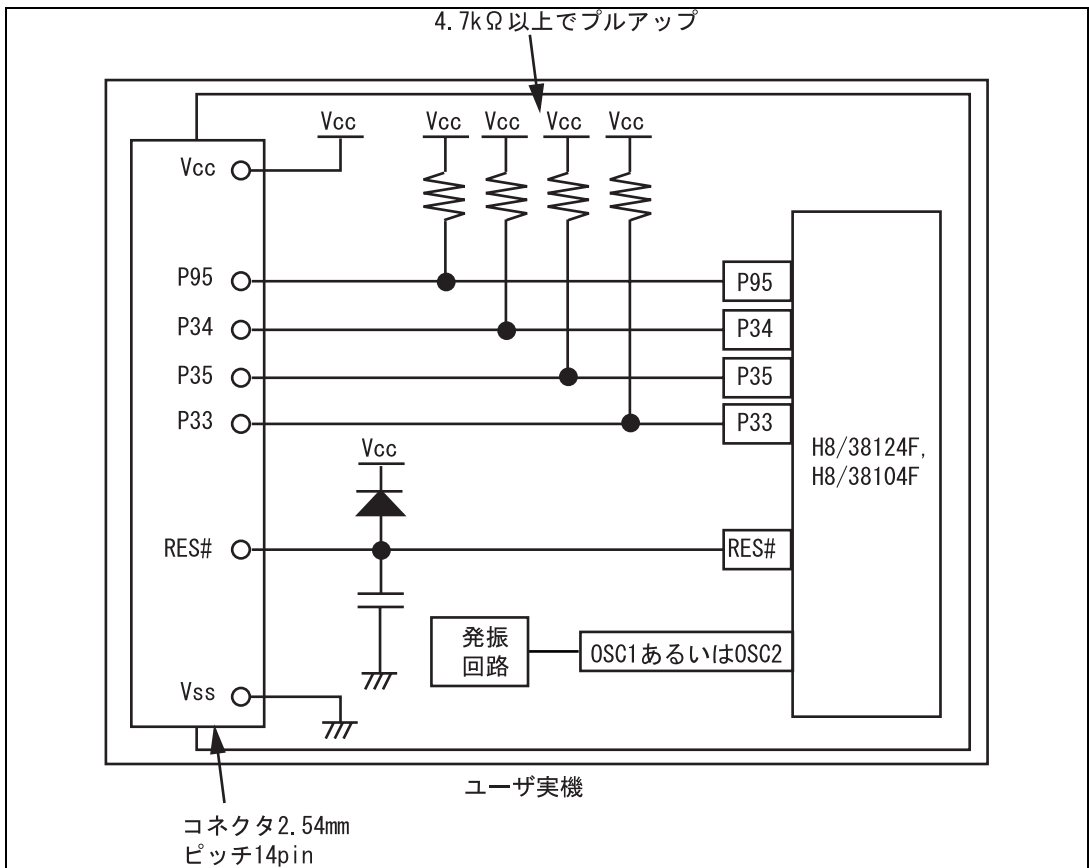 4.7kΩ以上でプルアップ
Vcc
Vcc
Vcc
Vcc
Vcc
Vcc
P95
P95
P34
P34
P35
P35
P33
P33
H8/38124F,
H8/38104F
Vcc
RES#
RES#
発振
回路
OSC1あるいはOSC2
Vss
ユーザ実機
コネクタ2.54mm
ピッチ14pin